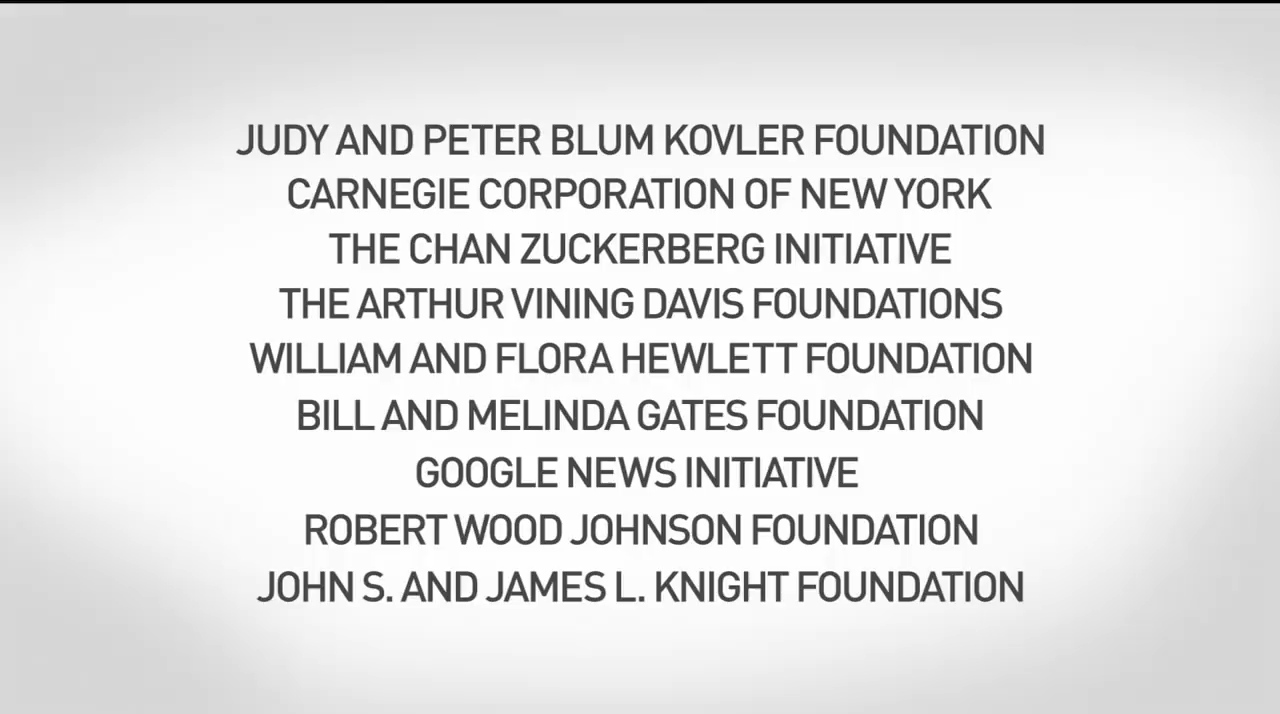 JUDY AND PETER BLUM KOVLER FOUNDATION
CARNEGIE CORPORATION OF NEW YORK
THE CHAN ZUCKERBERG INITIATIVE
THE ARTHUR VINING DAVIS FOUNDATIONS
WILLIAM AND FLORA HEWLETT FOUNDATION
BILL AND MELINDA GATES FOUNDATION
GOOGLE NEWS INITIATIVE
ROBERT WOOD JOHNSON FOUNDATION
JOHN S. AND JAMES L. KNIGHT FOUNDATION